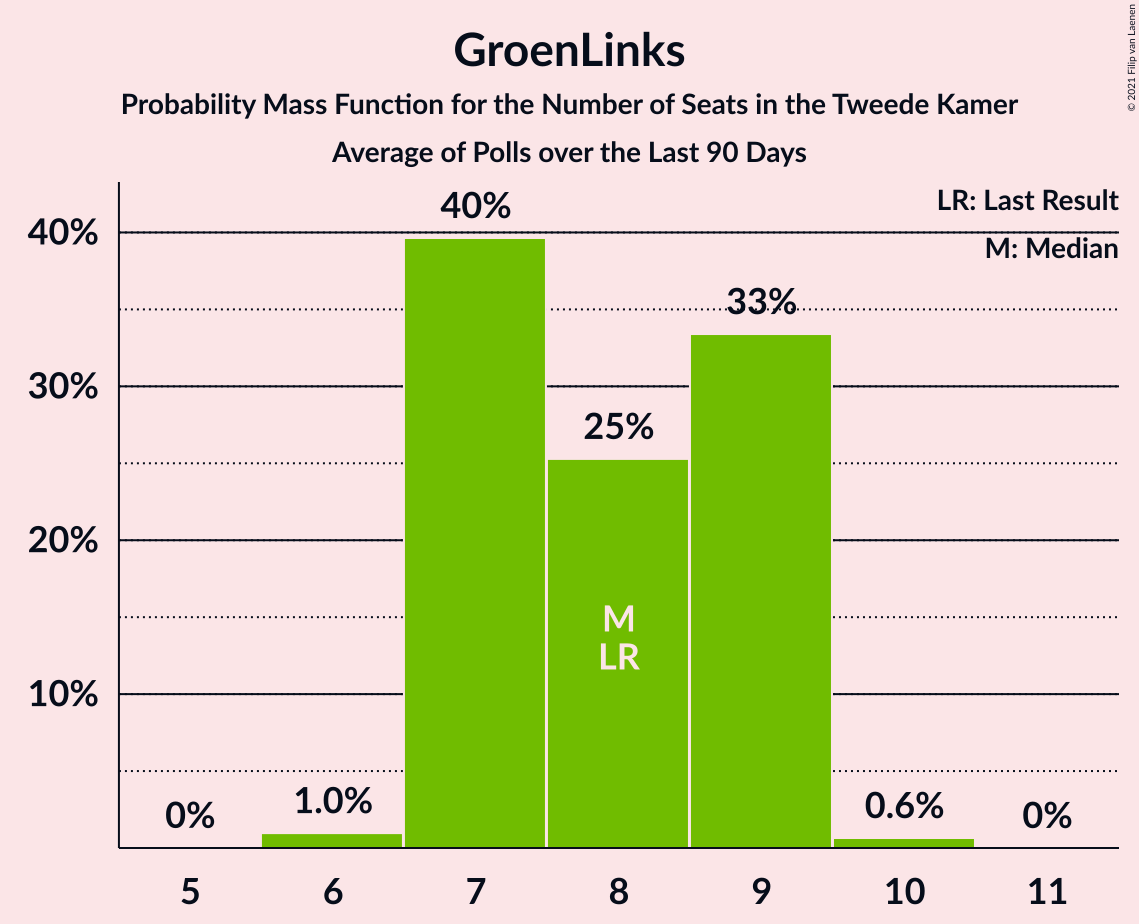 GroenLinks
Probability Mass Function for the Number of Seats in the Tweede Kamer
Average of Polls over the Last 90 Days
© 2021 Filip van Laenen
LR: Last Result
M: Median
40%
30%
20%
10%
0%
1.0%
40%
25%
33%
0.6%
0%
M
LR
5
6
7
8
9
10
11